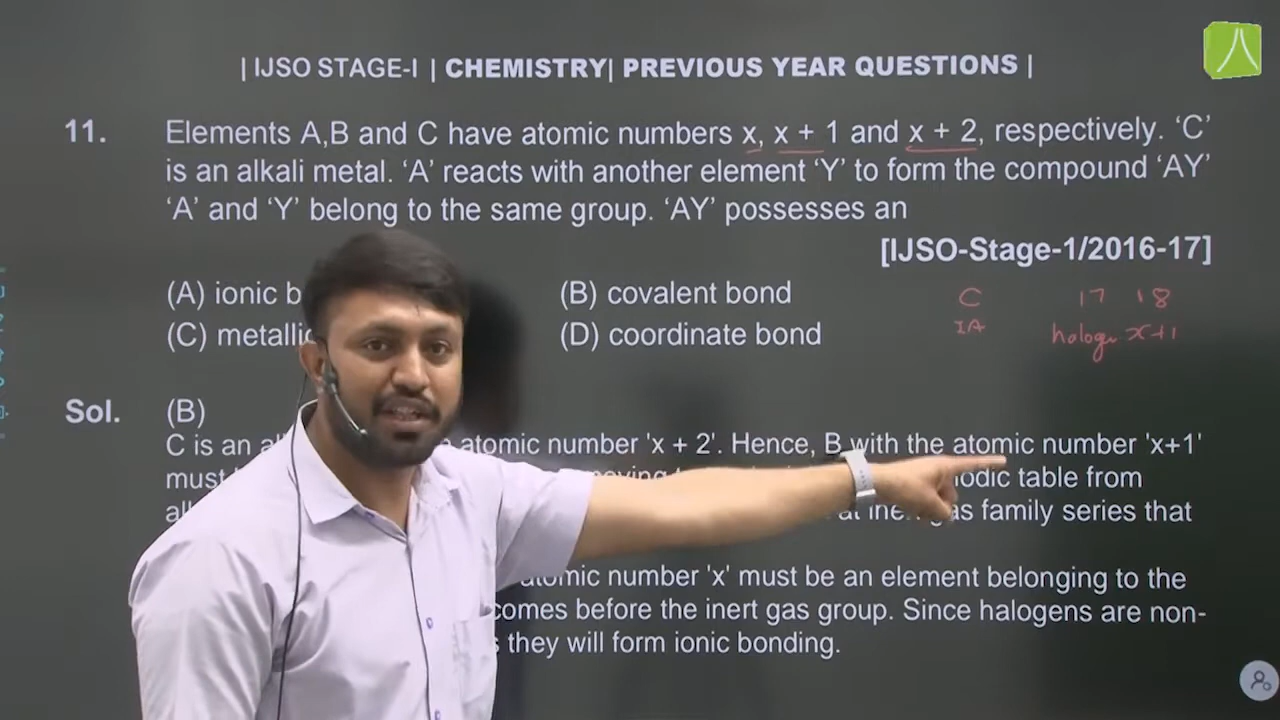 | IJSO STAGE-I | CHEMISTRY| PREVIOUS YEAR QUESTIONS |
11. Elements A,B and C have atomic numbers x, x + 1 and x + 2, respectively. ‘C’
is an alkali metal. ‘A’ reacts with another element ‘Y’ to form the compound ‘AY’
‘A’ and ‘Y’ belong to the same group. ‘AY’ possesses an
[IJSO-Stage-1/2016-17]
(A) ionic b (B) covalent bond
(C) metallic (D) coordinate bond
C 17 18
IA halogen x+1
Sol. (B)
C is an atomic number 'x + 2'. Hence, B with the atomic number 'x+1'
must periodic table from
at inert gas family series that
atomic number 'x' must be an element belonging to the
comes before the inert gas group. Since halogens are non-
they will form ionic bonding.